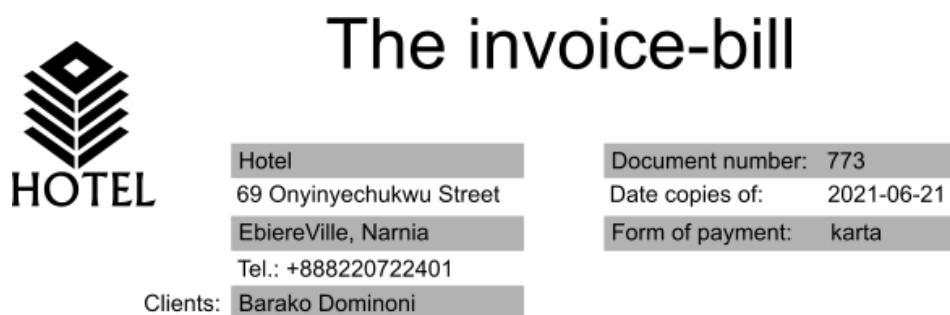 The invoice-bill
HOTEL
Hotel
69 Onyinyechukwu Street
EbiereVille, Narnia
Tel.: +888220722401
Clients: Barako Dominoni
Document number: 773
Date copies of: 2021-06-21
Form of payment: karta